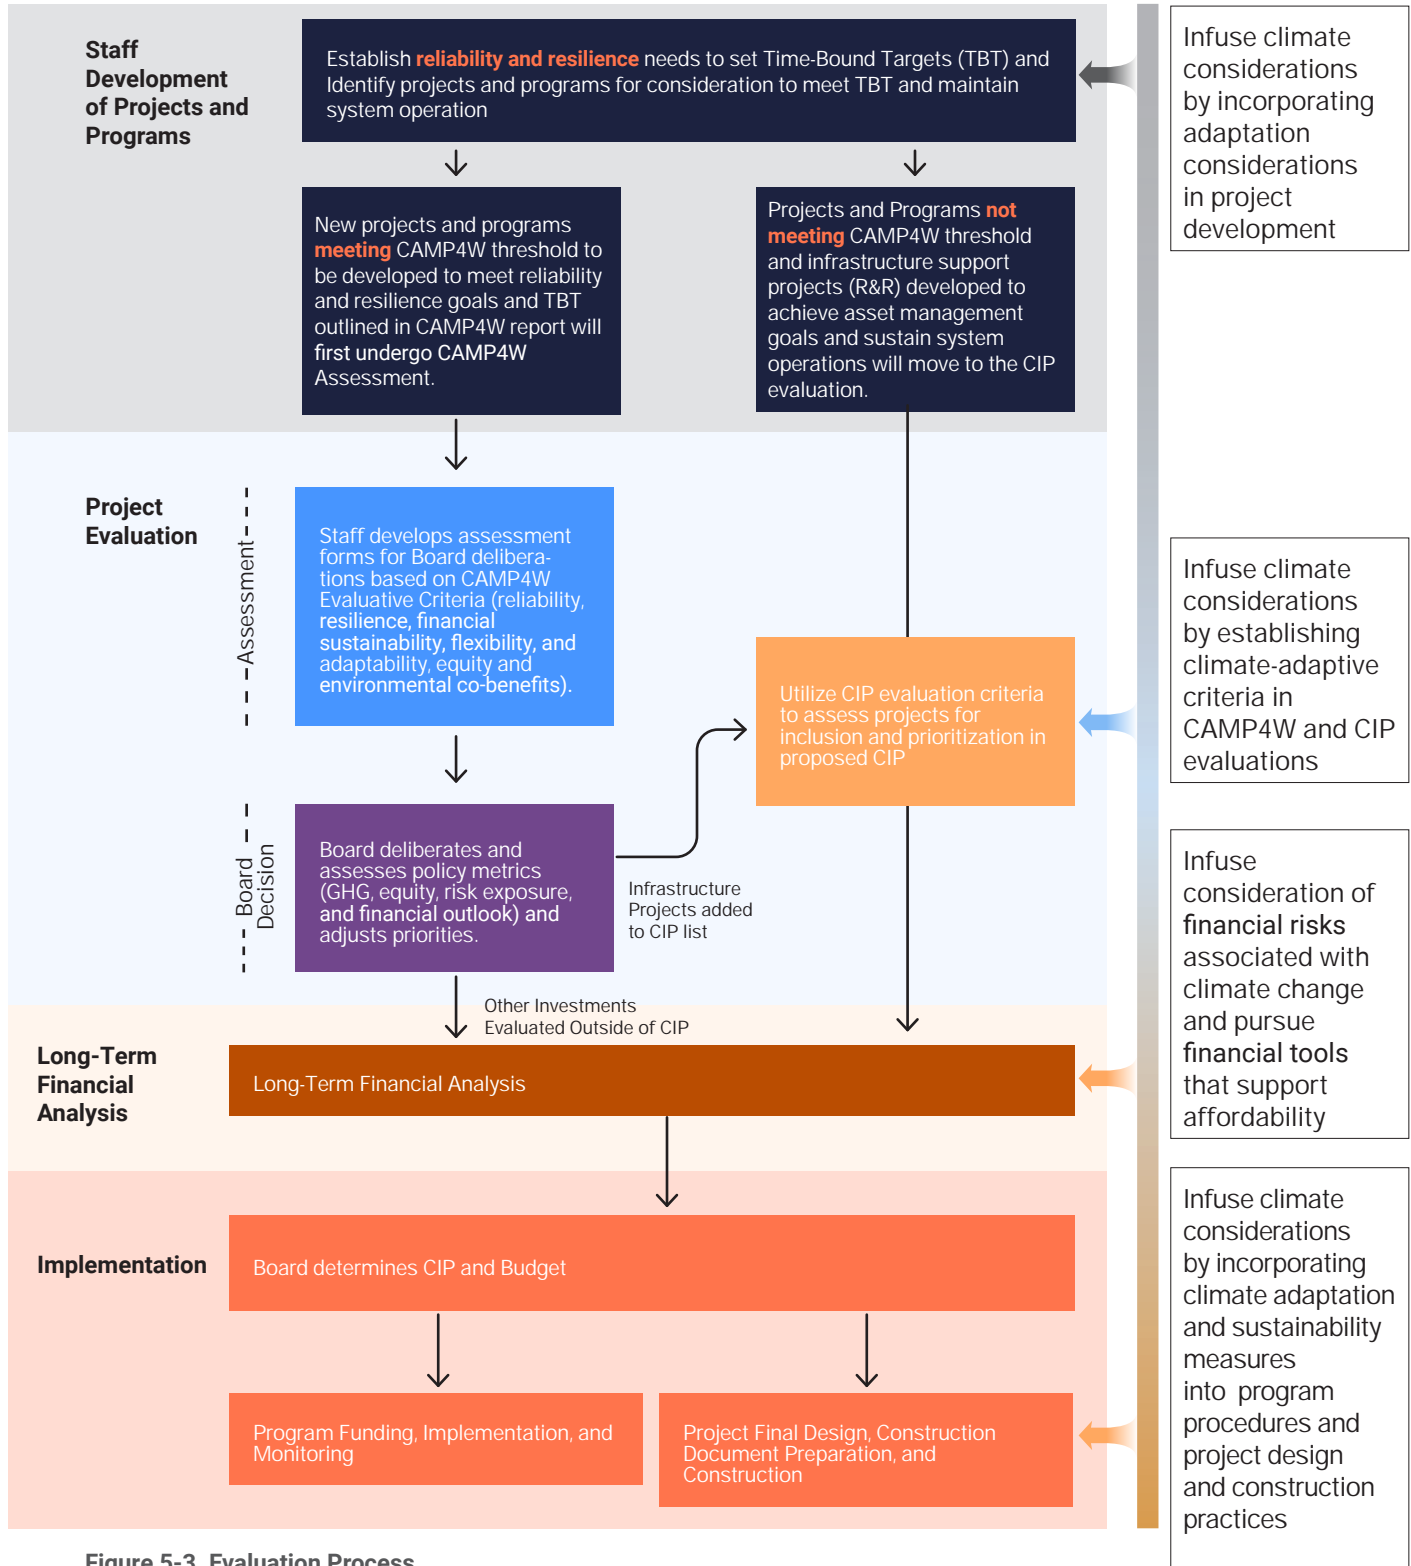 Staff
Development
of Projects and
Programs
Establish reliability and resilience needs to set Time-Bound Targets (TBT) and
Identify projects and programs for consideration to meet TBT and maintain
system operation
New projects and programs
meeting CAMP4W threshold to
be developed to meet reliability
and resilience goals and TBT
outlined in CAMP4W report will
first undergo CAMP4W
Assessment.
Projects and Programs not
meeting CAMP4W threshold
and infrastructure support
projects (R&R) developed to
achieve asset management
goals and sustain system
operations will move to the CIP
evaluation.
Infuse climate
considerations
by incorporating
adaptation
considerations
in project
development
Project
Evaluation
Assessment
Staff develops assessment
forms for Board delibera-
tions based on CAMP4W
Evaluative Criteria (reliability,
resilience, financial
sustainability, flexibility, and
adaptability, equity and
environmental co-benefits).
Utilize CIP evaluation criteria
to assess projects for
inclusion and prioritization in
proposed CIP
Infuse climate
considerations
by establishing
climate-adaptive
criteria in
CAMP4W and CIP
evaluations
Board
Decision
Board deliberates and
assesses policy metrics
(GHG, equity, risk exposure,
and financial outlook) and
adjusts priorities.
Infrastructure
Projects added
to CIP list
Other Investments
Evaluated Outside of CIP
Infuse
consideration of
financial risks
associated with
climate change
and pursue
financial tools
that support
affordability
Long-Term
Financial
Analysis
Long-Term Financial Analysis
Implementation
Board determines CIP and Budget
Program Funding, Implementation, and
Monitoring
Project Final Design, Construction
Document Preparation, and
Construction
Infuse climate
considerations
by incorporating
climate adaptation
and sustainability
measures
into program
procedures and
project design
and construction
practices
Figure 5-3. Evaluation Process